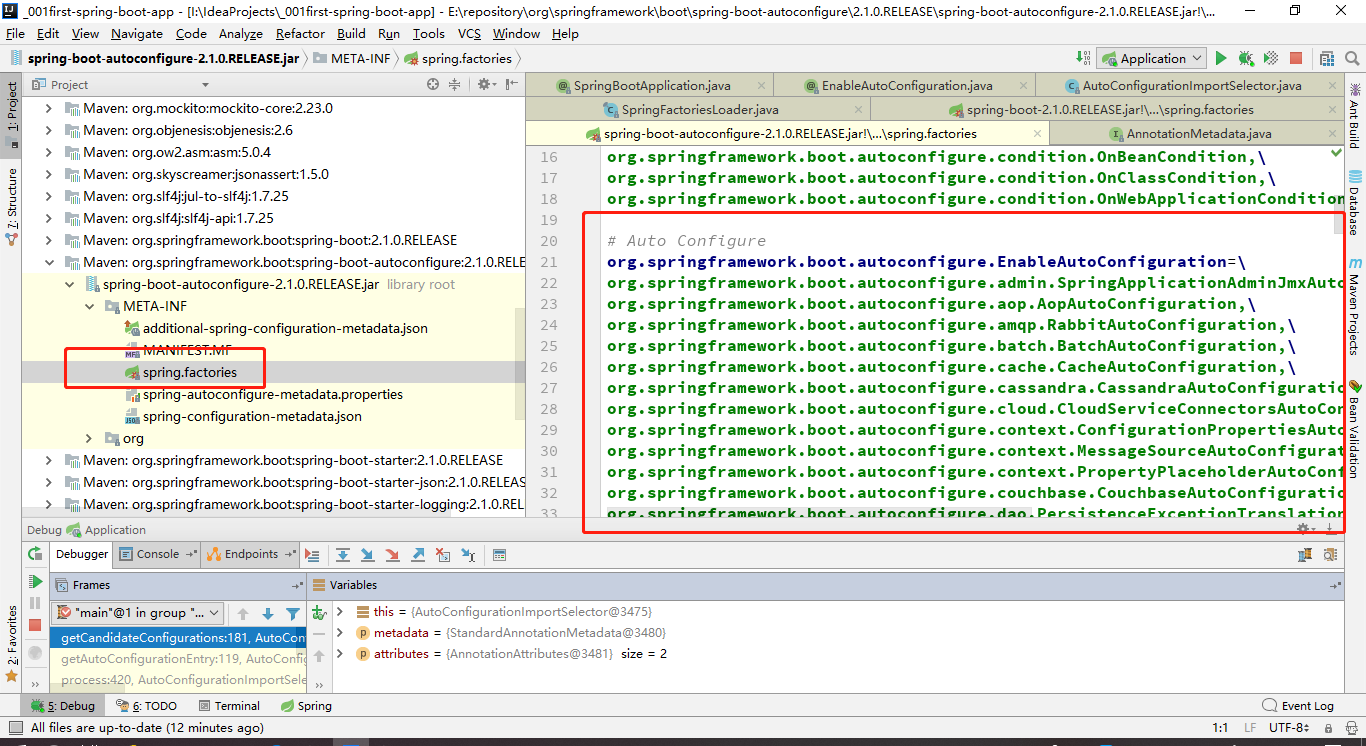 _001first-spring-boot-app - [I:\IdeaProjects\_001first-spring-boot-app] - E:\repository\org\springframework\boot\spring-boot-autoconfigure\2.1.0.RELEASE\spring-boot-autoconfigure-2.1.0.RELEASE.jar!\...
File Edit View Navigate Code Analyze Refactor Build Run Tools VCS Window Help
spring-boot-autoconfigure-2.1.0.RELEASE.jar META-INF spring.factories Application
1: Project
7: Structure
2: Favorites
Project
Maven: org.mockito:mockito-core:2.23.0
Maven: org.objenesis:objenesis:2.6
Maven: org.ow2.asm:asm:5.0.4
Maven: org.skyscreamer:jsonassert:1.5.0
Maven: org.slf4j:jul-to-slf4j:1.7.25
Maven: org.slf4j:slf4j-api:1.7.25
Maven: org.springframework.boot:spring-boot:2.1.0.RELEASE
Maven: org.springframework.boot:spring-boot-autoconfigure:2.1.0.RELE
spring-boot-autoconfigure-2.1.0.RELEASE.jar library root
META-INF
additional-spring-configuration-metadata.json
MANIFEST.MF
spring.factories
spring-autoconfigure-metadata.properties
spring-configuration-metadata.json
org
Maven: org.springframework.boot:spring-boot-starter:2.1.0.RELEASE
Maven: org.springframework.boot:spring-boot-starter-json:2.1.0.RELEAS
Maven: org.springframework.boot:spring-boot-starter-logging:2.1.0.REL
SpringBootApplication.java EnableAutoConfiguration.java AutoConfigurationImportSelector.java
SpringFactoriesLoader.java spring-boot-2.1.0.RELEASE.jar!\...\spring.factories
spring-boot-autoconfigure-2.1.0.RELEASE.jar!\...\spring.factories AnnotationMetadata.java
16 org.springframework.boot.autoconfigure.condition.OnBeanCondition,\
17 org.springframework.boot.autoconfigure.condition.OnClassCondition,\
18 org.springframework.boot.autoconfigure.condition.OnWebApplicationCondition
19
20 # Auto Configure
21 org.springframework.boot.autoconfigure.EnableAutoConfiguration=\
22 org.springframework.boot.autoconfigure.admin.SpringApplicationAdminJmxAuto
23 org.springframework.boot.autoconfigure.aop.AopAutoConfiguration,\
24 org.springframework.boot.autoconfigure.amqp.RabbitAutoConfiguration,\
25 org.springframework.boot.autoconfigure.batch.BatchAutoConfiguration,\
26 org.springframework.boot.autoconfigure.cache.CacheAutoConfiguration,\
27 org.springframework.boot.autoconfigure.cassandra.CassandraAutoConfiguratio
28 org.springframework.boot.autoconfigure.cloud.CloudServiceConnectorsAutoCon
29 org.springframework.boot.autoconfigure.context.ConfigurationPropertiesAuto
30 org.springframework.boot.autoconfigure.context.MessageSourceAutoConfigurat
31 org.springframework.boot.autoconfigure.context.PropertyPlaceholderAutoConf
32 org.springframework.boot.autoconfigure.couchbase.CouchbaseAutoConfiguratio
33 org.springframework.boot.autoconfigure.dao.PersistenceExceptionTranslation
Ant Build
Database
Maven Projects
Bean Validation
Debug Application
Debugger Console Endpoints
Frames Variables
"main"@1 in group "...
getCandidateConfigurations:181, AutoCon
getAutoConfigurationEntry:119, AutoConfig
process:420, AutoConfigurationImportSele
this = {AutoConfigurationImportSelector@3475}
metadata = {StandardAnnotationMetadata@3480}
attributes = {AnnotationAttributes@3481} size = 2
5: Debug 6: TODO Terminal Spring Event Log
All files are up-to-date (12 minutes ago) 1:1 LF UTF-8